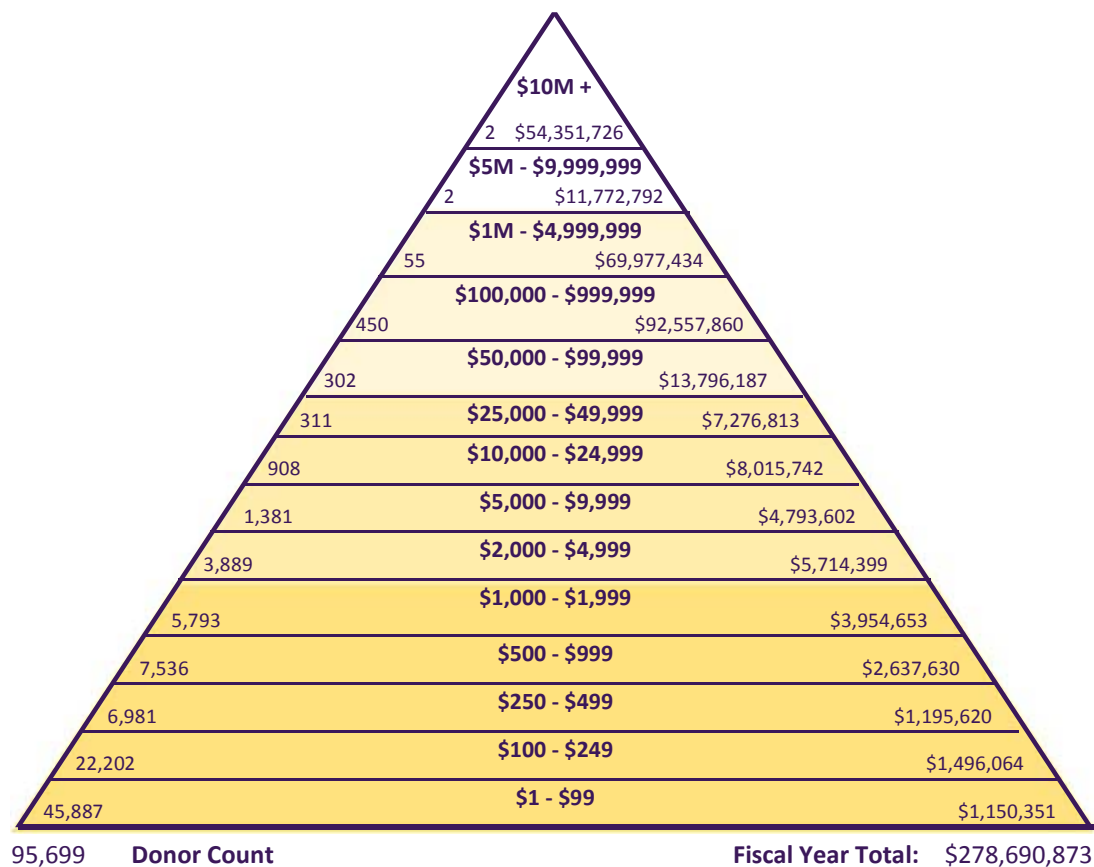 $10M +
2 $54,351,726
$5M - $9,999,999
2 $11,772,792
$1M - $4,999,999
55 $69,977,434
$100,000 - $999,999
450 $92,557,860
$50,000 - $99,999
302 $13,796,187
$25,000 - $49,999
311 $7,276,813
$10,000 - $24,999
908 $8,015,742
$5,000 - $9,999
1,381 $4,793,602
$2,000 - $4,999
3,889 $5,714,399
$1,000 - $1,999
5,793 $3,954,653
$500 - $999
7,536 $2,637,630
$250 - $499
6,981 $1,195,620
$100 - $249
22,202 $1,496,064
$1 - $99
45,887 $1,150,351
95,699 Donor Count Fiscal Year Total: $278,690,873